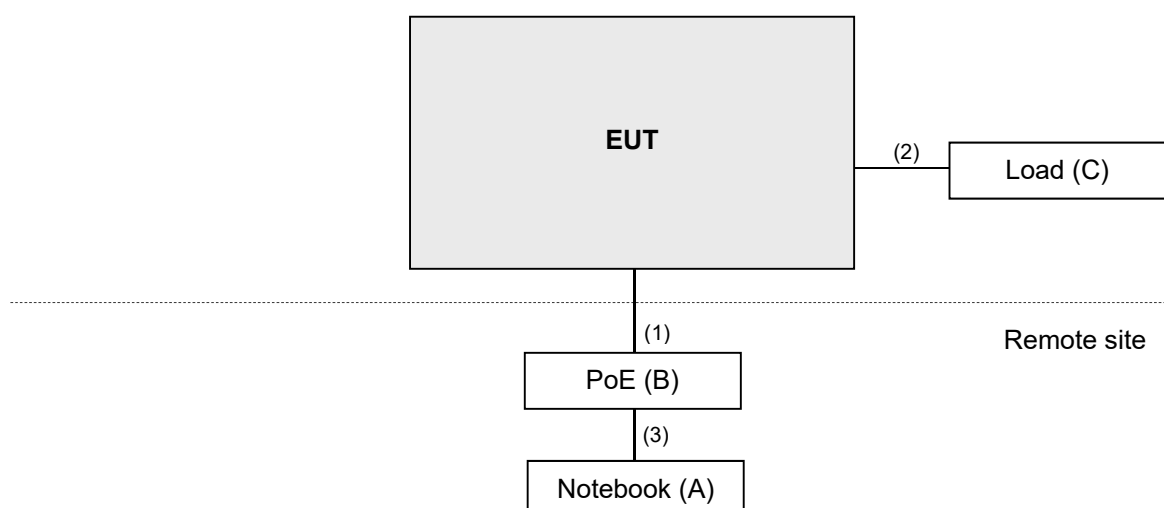 EUT
(2)
Load (C)
Remote site
(1)
PoE (B)
(3)
Notebook (A)